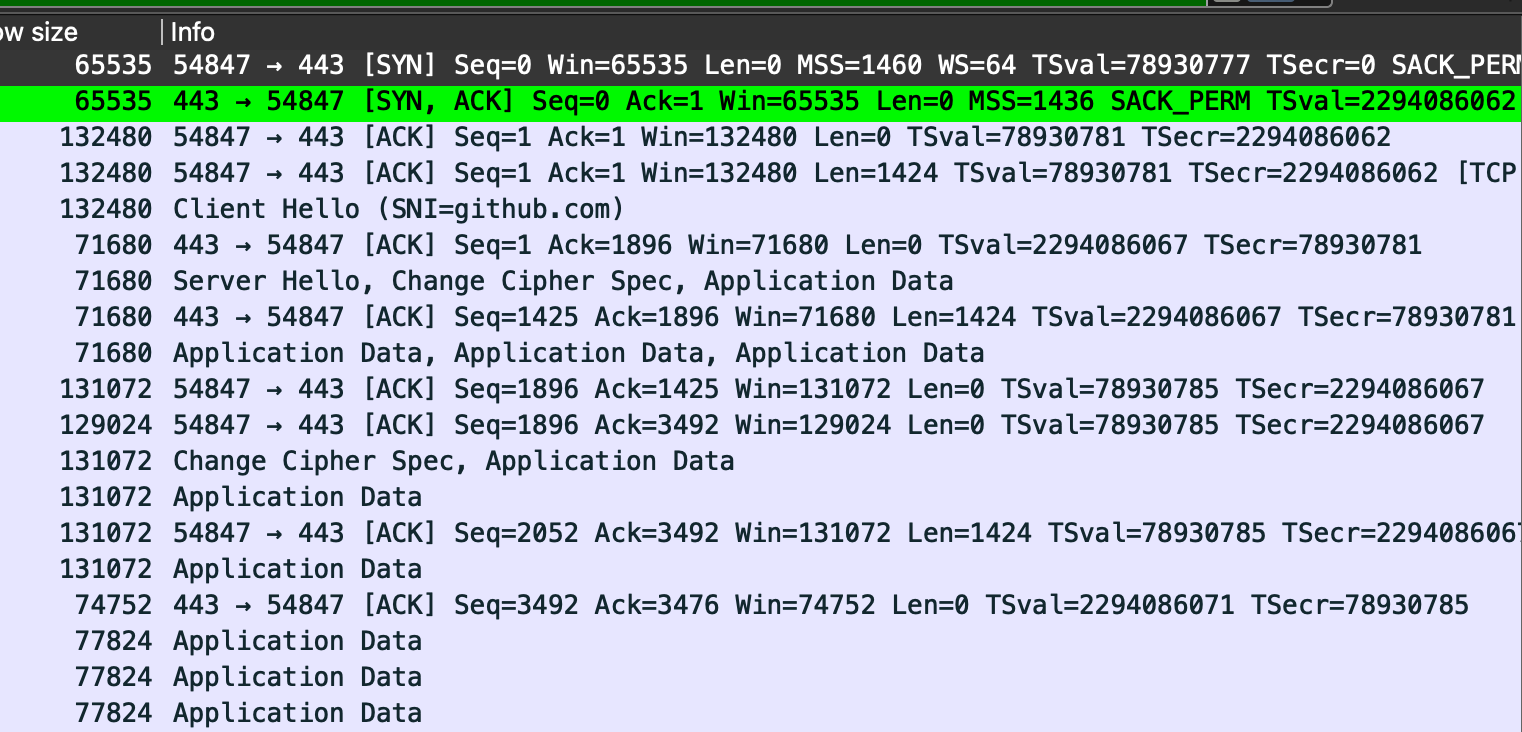 ow size Info
65535 54847 → 443 [SYN] Seq=0 Win=65535 Len=0 MSS=1460 WS=64 TSval=78930777 TSecr=0 SACK_PERM
65535 443 → 54847 [SYN, ACK] Seq=0 Ack=1 Win=65535 Len=0 MSS=1436 SACK_PERM TSval=2294086062
132480 54847 → 443 [ACK] Seq=1 Ack=1 Win=132480 Len=0 TSval=78930781 TSecr=2294086062
132480 54847 → 443 [ACK] Seq=1 Ack=1 Win=132480 Len=1424 TSval=78930781 TSecr=2294086062 [TCP
132480 Client Hello (SNI=github.com)
71680 443 → 54847 [ACK] Seq=1 Ack=1896 Win=71680 Len=0 TSval=2294086067 TSecr=78930781
71680 Server Hello, Change Cipher Spec, Application Data
71680 443 → 54847 [ACK] Seq=1425 Ack=1896 Win=71680 Len=1424 TSval=2294086067 TSecr=78930781
71680 Application Data, Application Data, Application Data
131072 54847 → 443 [ACK] Seq=1896 Ack=1425 Win=131072 Len=0 TSval=78930785 TSecr=2294086067
129024 54847 → 443 [ACK] Seq=1896 Ack=3492 Win=129024 Len=0 TSval=78930785 TSecr=2294086067
131072 Change Cipher Spec, Application Data
131072 Application Data
131072 54847 → 443 [ACK] Seq=2052 Ack=3492 Win=131072 Len=1424 TSval=78930785 TSecr=2294086067
131072 Application Data
74752 443 → 54847 [ACK] Seq=3492 Ack=3476 Win=74752 Len=0 TSval=2294086071 TSecr=78930785
77824 Application Data
77824 Application Data
77824 Application Data